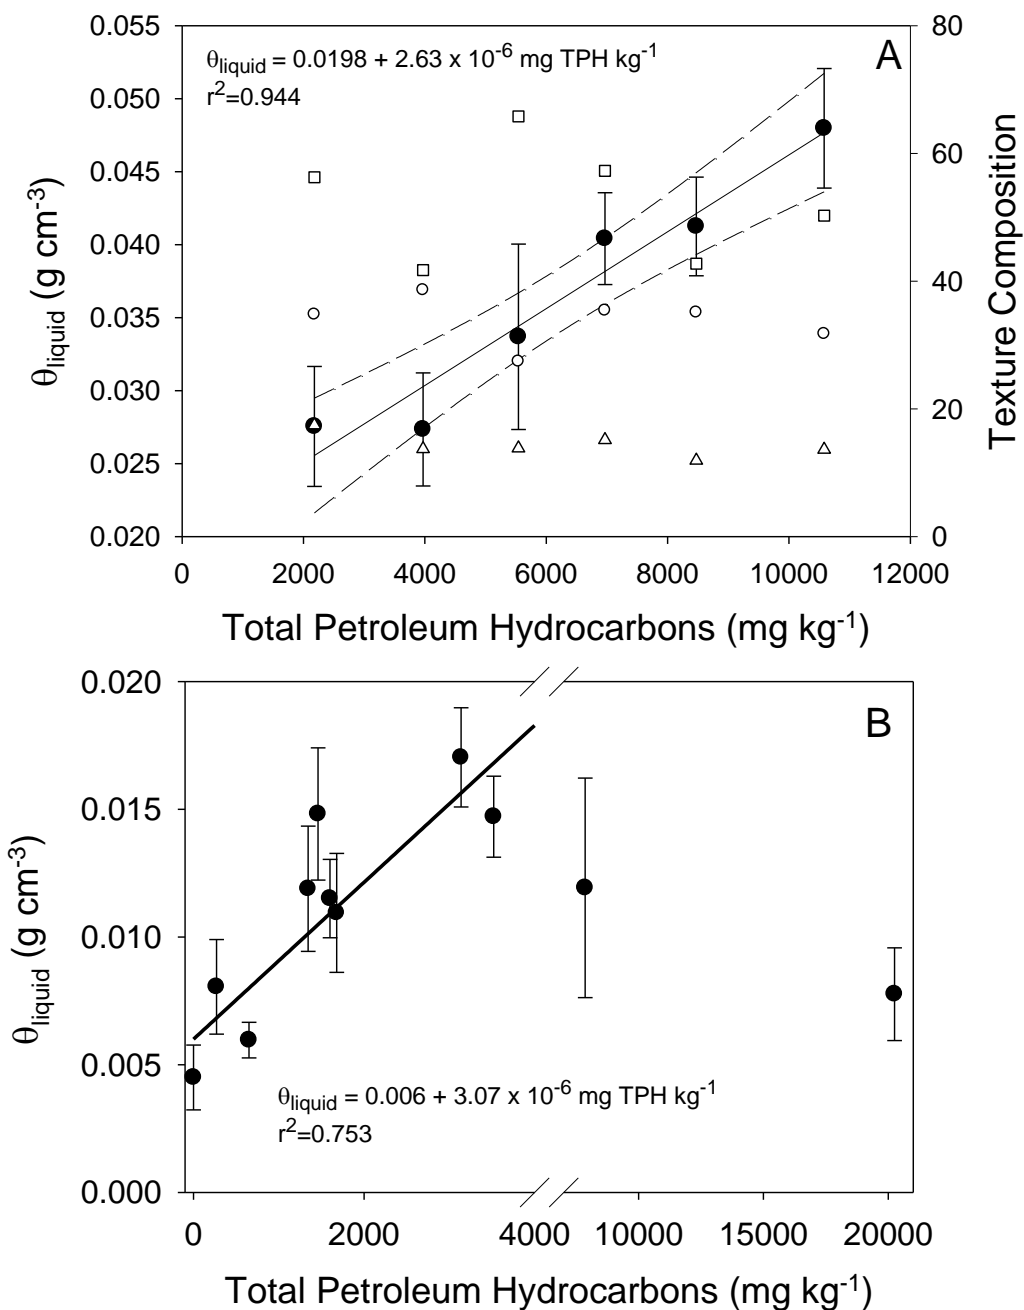 A
θliquid = 0.0198 + 2.63 x 10-6 mg TPH kg-1
r2=0.944
0.055
0.050
0.045
0.040
0.035
0.030
0.025
0.020
θliquid (g cm-3)
80
60
40
20
0
Texture Composition
0 2000 4000 6000 8000 10000 12000
Total Petroleum Hydrocarbons (mg kg-1)
B
0.020
0.015
0.010
0.005
0.000
θliquid (g cm-3)
θliquid = 0.006 + 3.07 x 10-6 mg TPH kg-1
r2=0.753
0 2000 4000 10000 15000 20000
Total Petroleum Hydrocarbons (mg kg-1)